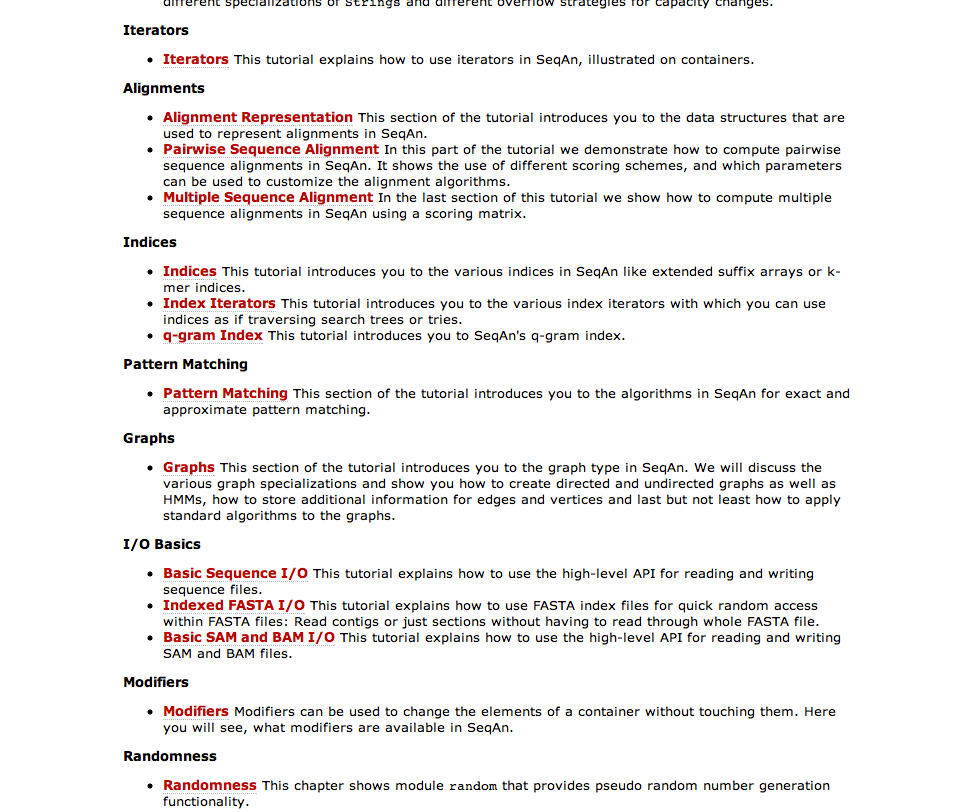 different specializations of Strings and different overflow strategies for capacity changes.
Iterators
• Iterators This tutorial explains how to use iterators in SeqAn, illustrated on containers.
Alignments
• Alignment Representation This section of the tutorial introduces you to the data structures that are
used to represent alignments in SeqAn.
• Pairwise Sequence Alignment In this part of the tutorial we demonstrate how to compute pairwise
sequence alignments in SeqAn. It shows the use of different scoring schemes, and which parameters
can be used to customize the alignment algorithms.
• Multiple Sequence Alignment In the last section of this tutorial we show how to compute multiple
sequence alignments in SeqAn using a scoring matrix.
Indices
• Indices This tutorial introduces you to the various indices in SeqAn like extended suffix arrays or k-
mer indices.
• Index Iterators This tutorial introduces you to the various index iterators with which you can use
indices as if traversing search trees or tries.
• q-gram Index This tutorial introduces you to SeqAn's q-gram index.
Pattern Matching
• Pattern Matching This section of the tutorial introduces you to the algorithms in SeqAn for exact and
approximate pattern matching.
Graphs
• Graphs This section of the tutorial introduces you to the graph type in SeqAn. We will discuss the
various graph specializations and show you how to create directed and undirected graphs as well as
HMMs, how to store additional information for edges and vertices and last but not least how to apply
standard algorithms to the graphs.
I/O Basics
• Basic Sequence I/O This tutorial explains how to use the high-level API for reading and writing
sequence files.
• Indexed FASTA I/O This tutorial explains how to use FASTA index files for quick random access
within FASTA files: Read contigs or just sections without having to read through whole FASTA file.
• Basic SAM and BAM I/O This tutorial explains how to use the high-level API for reading and writing
SAM and BAM files.
Modifiers
• Modifiers Modifiers can be used to change the elements of a container without touching them. Here
you will see, what modifiers are available in SeqAn.
Randomness
• Randomness This chapter shows module random that provides pseudo random number generation
functionality.